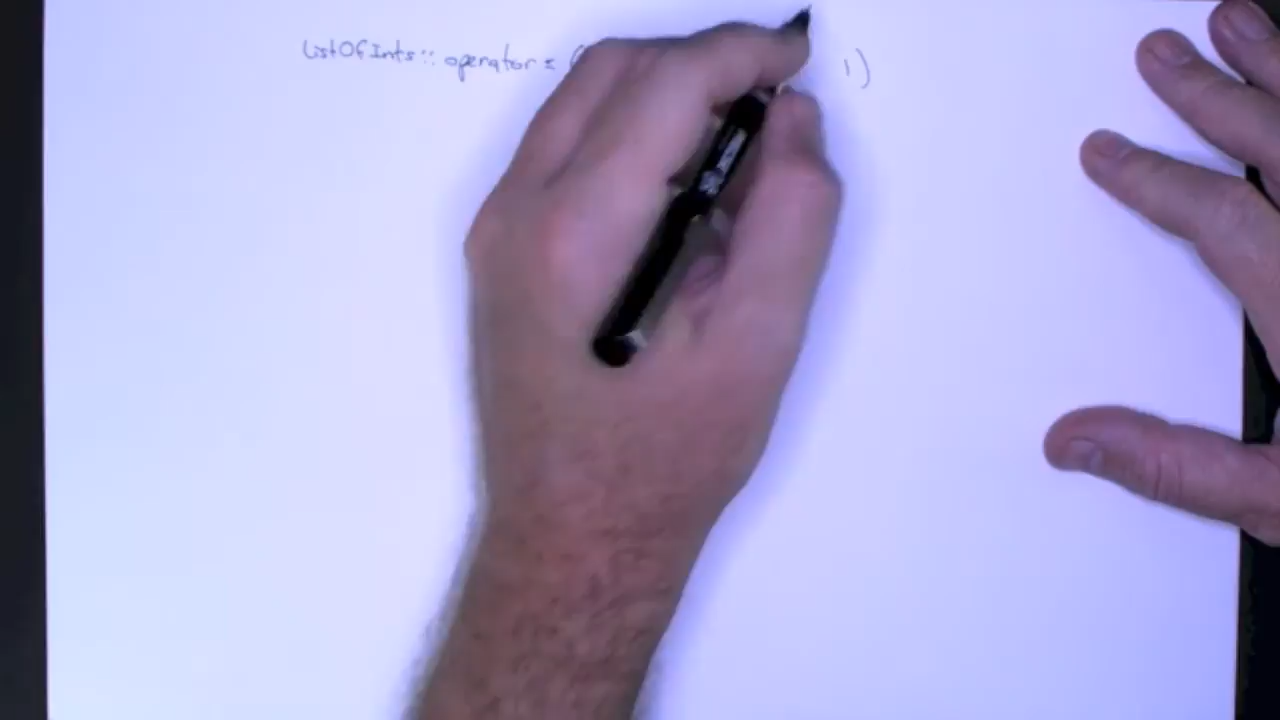 ListOfInts::operator = ( l)